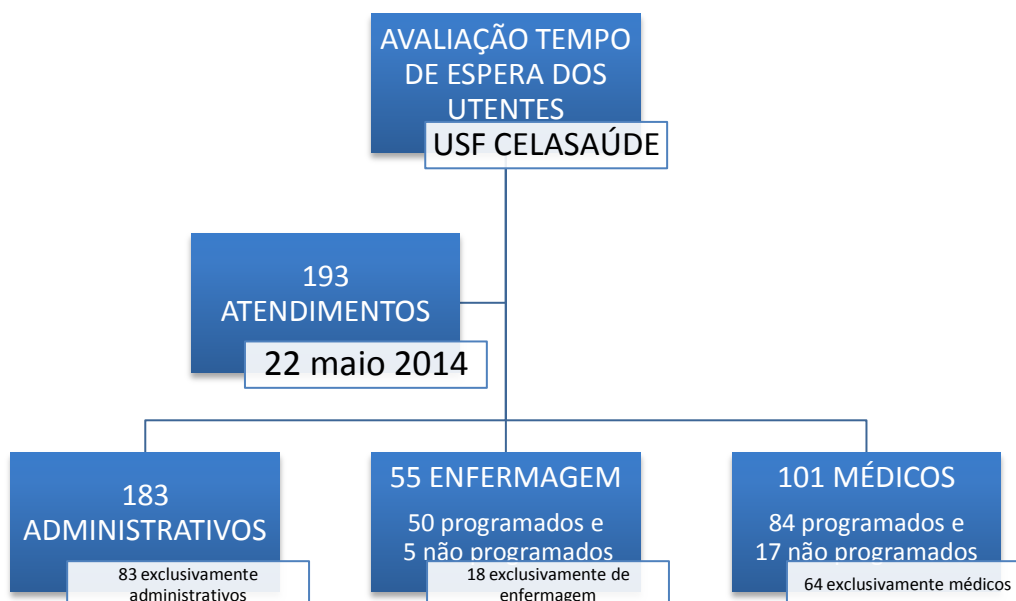 AVALIAÇÃO TEMPO
DE ESPERA DOS
UTENTES
USF CELASAÚDE
193
ATENDIMENTOS
22 maio 2014
183
ADMINISTRATIVOS
83 exclusivamente
administrativos
55 ENFERMAGEM
50 programados e
5 não programados
18 exclusivamente de
enfermagem
101 MÉDICOS
84 programados e
17 não programados
64 exclusivamente médicos